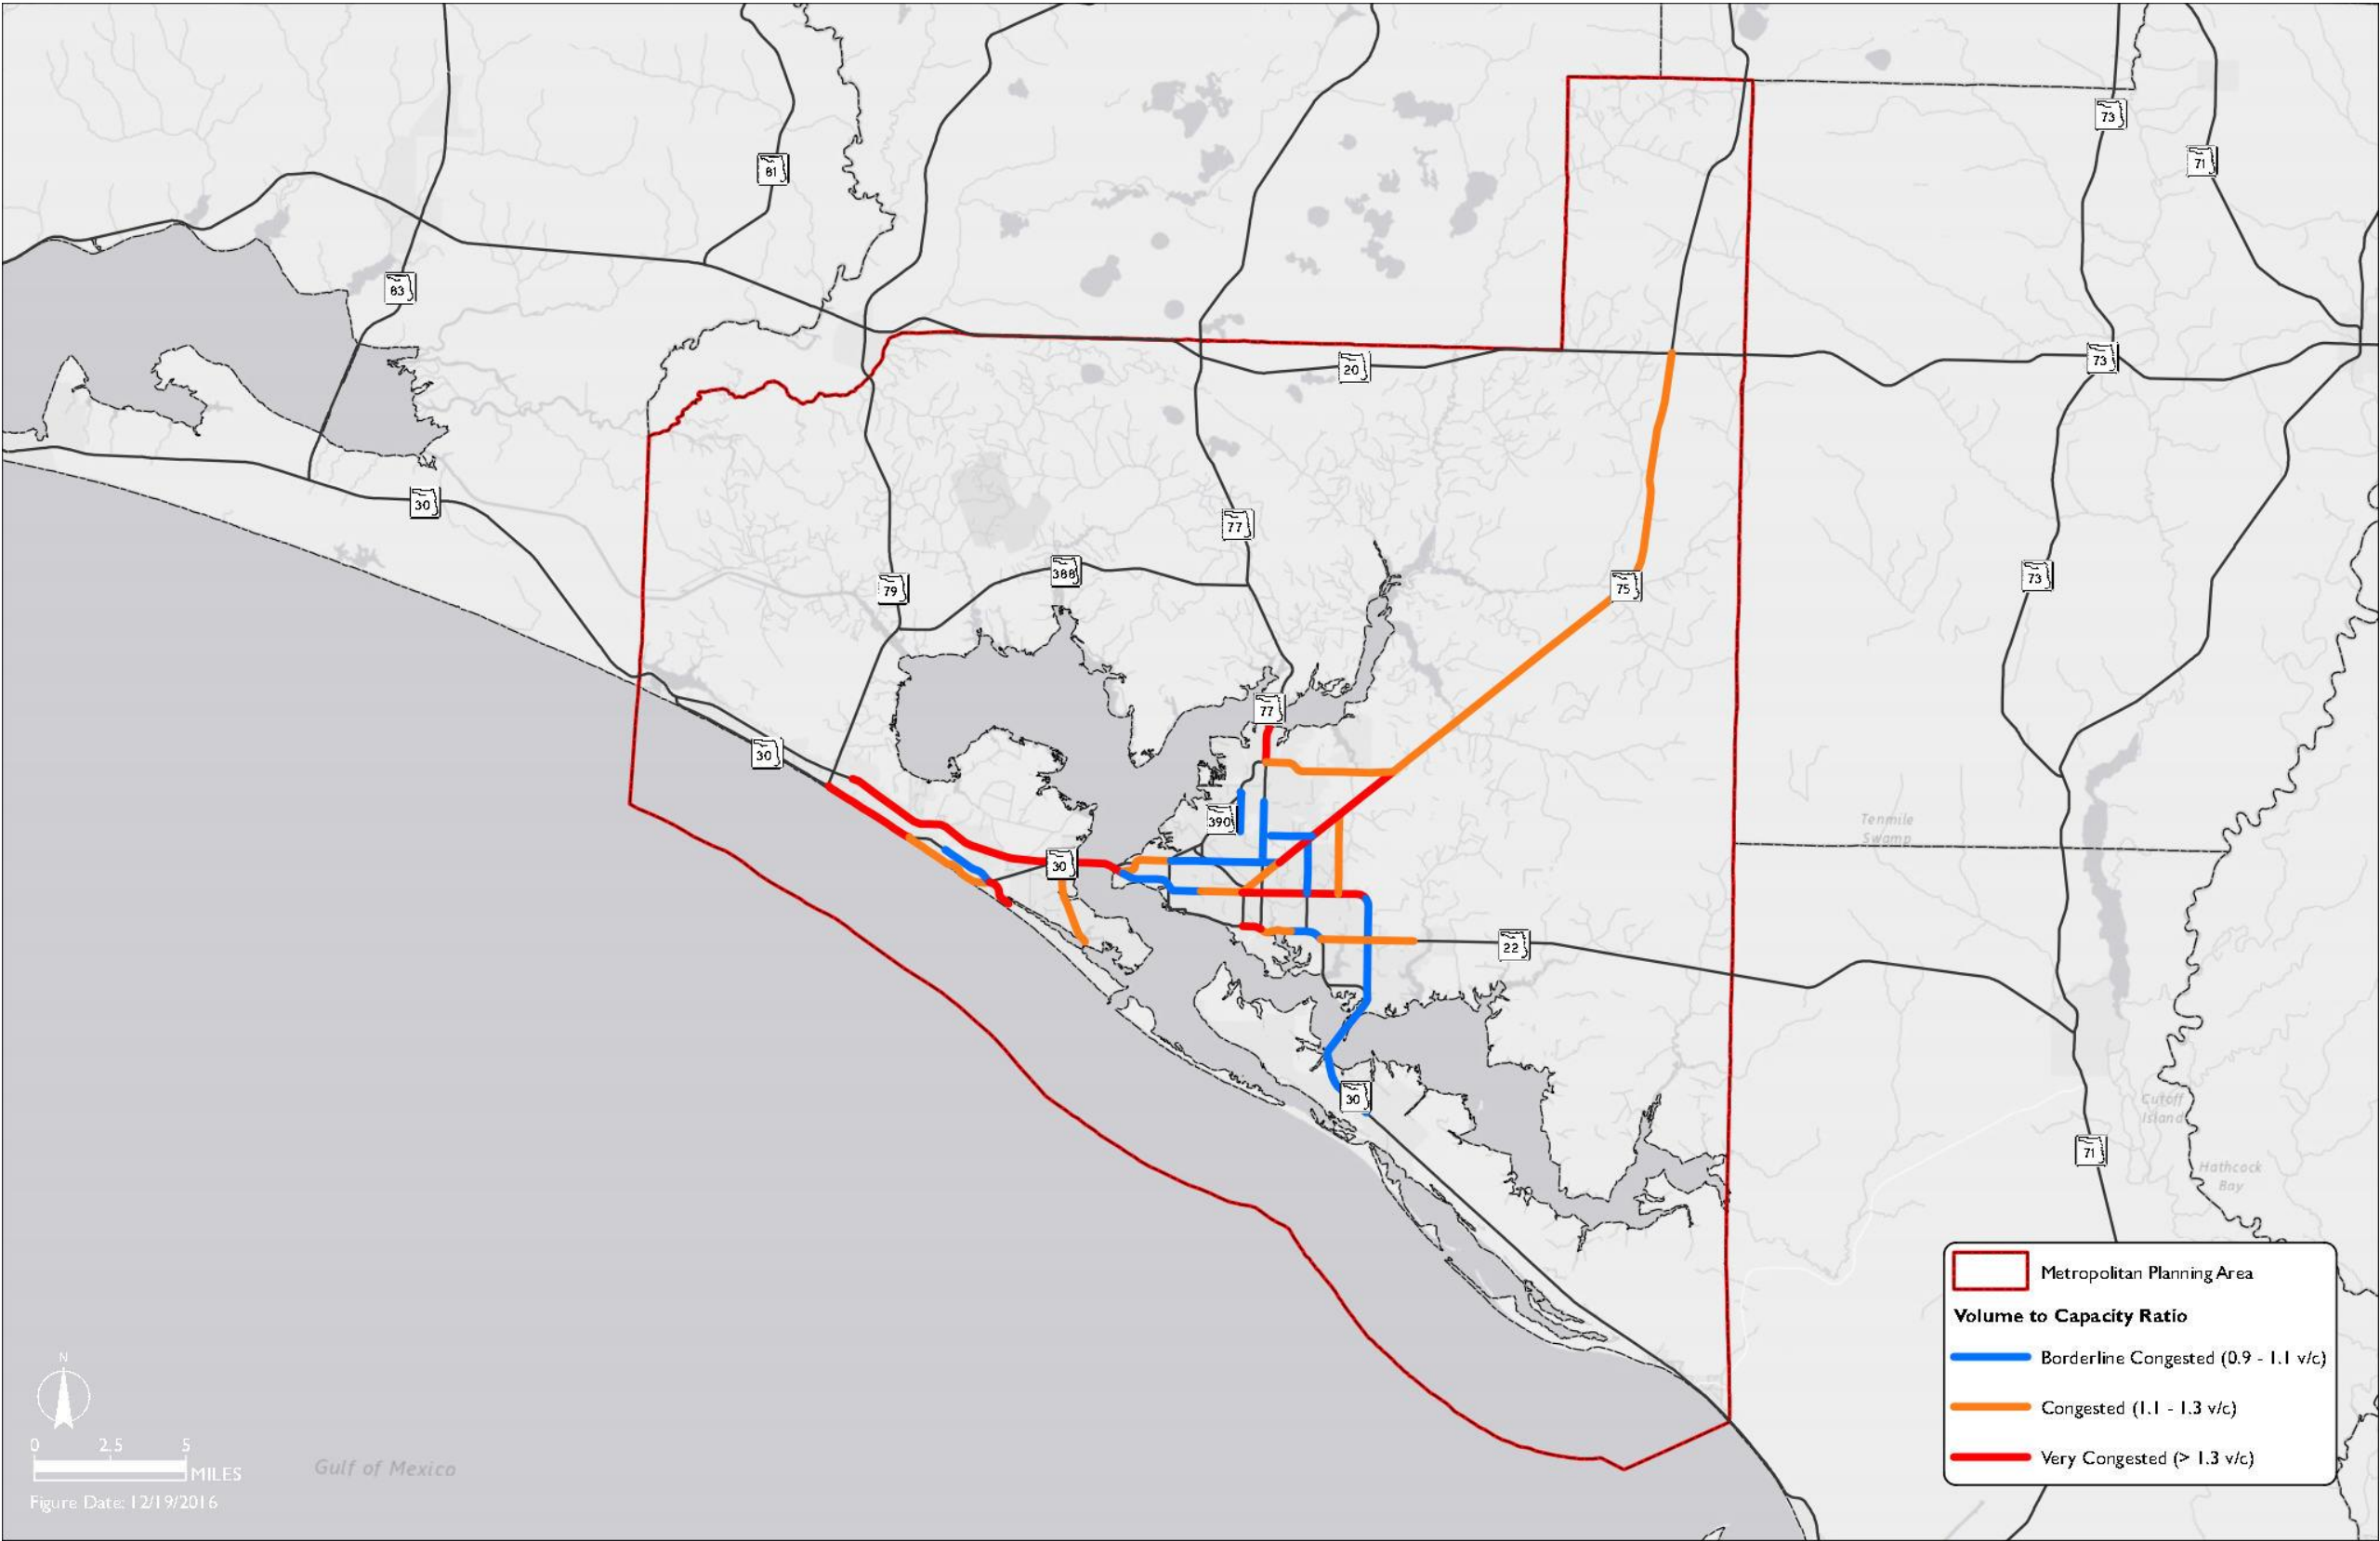 73
71
81
83
73
20
30
77
388
75
73
79
77
30
390
Tenmile
Swamp
30
22
30
Cutoff
Island
71
Hathcock
Bay
Metropolitan Planning Area
Volume to Capacity Ratio
Borderline Congested (0.9 - 1.1 v/c)
Congested (1.1 - 1.3 v/c)
Very Congested (> 1.3 v/c)
N
0 2.5 5
MILES
Gulf of Mexico
Figure Date: 12/19/2016